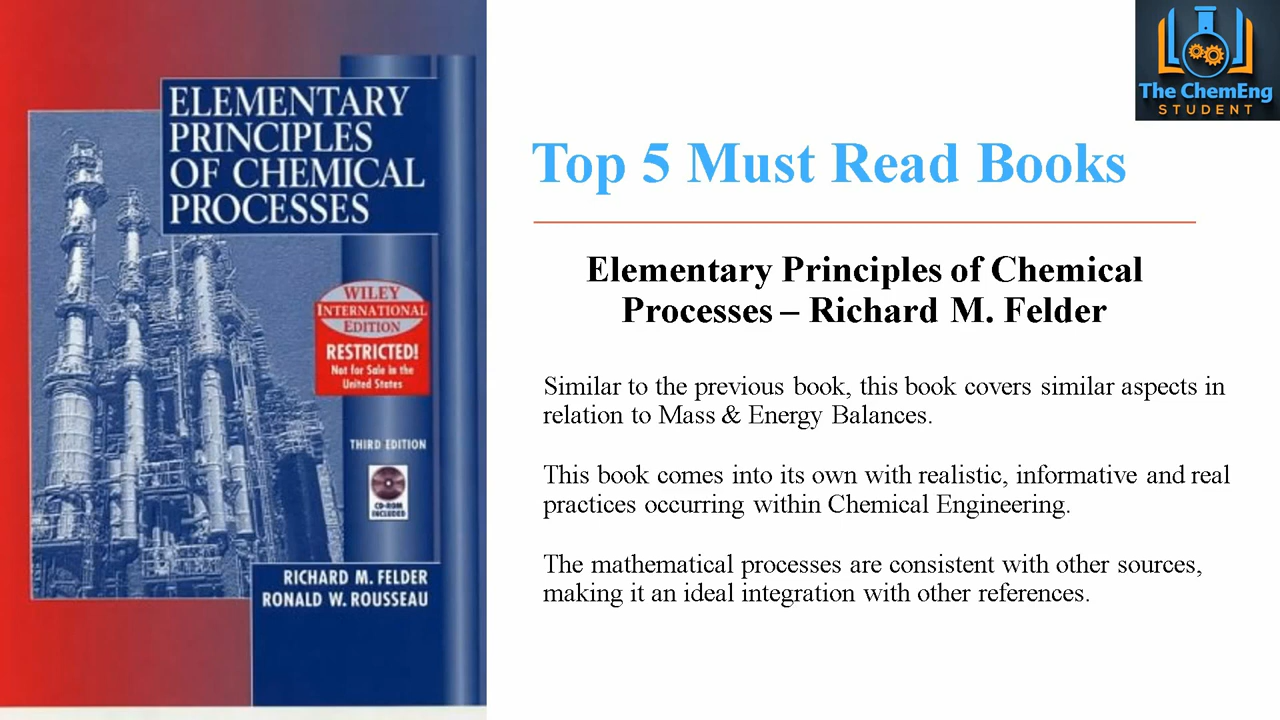 ELEMENTARY
PRINCIPLES
OF CHEMICAL
PROCESSES
WILEY
INTERNATIONAL
EDITION
RESTRICTED!
Not for Sale in the
United States
THIRD EDITION
CD-ROM
INCLUDED
RICHARD M. FELDER
RONALD W. ROUSSEAU
The ChemEng
STUDENT
Top 5 Must Read Books
Elementary Principles of Chemical
Processes – Richard M. Felder
Similar to the previous book, this book covers similar aspects in
relation to Mass & Energy Balances.
This book comes into its own with realistic, informative and real
practices occurring within Chemical Engineering.
The mathematical processes are consistent with other sources,
making it an ideal integration with other references.